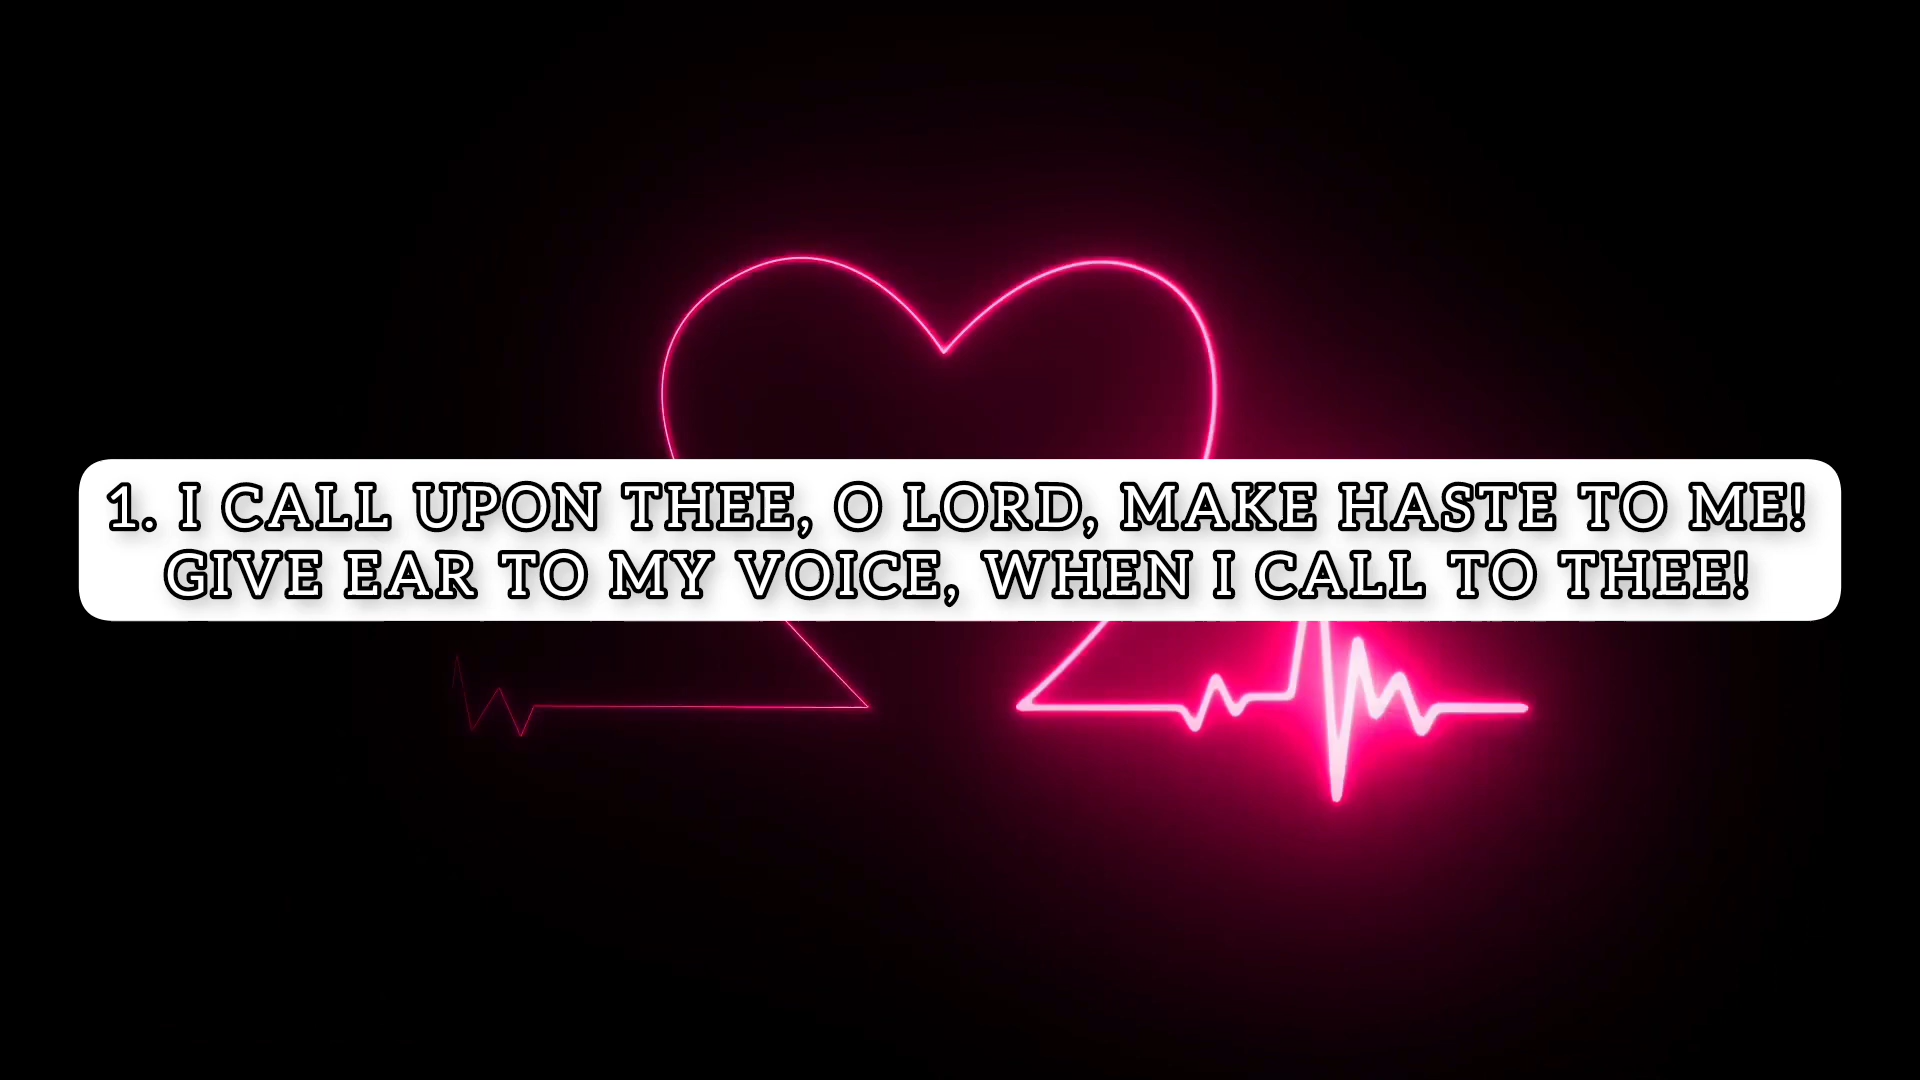 1. I CALL UPON THEE, O LORD, MAKE HASTE TO ME!
GIVE EAR TO MY VOICE, WHEN I CALL TO THEE!